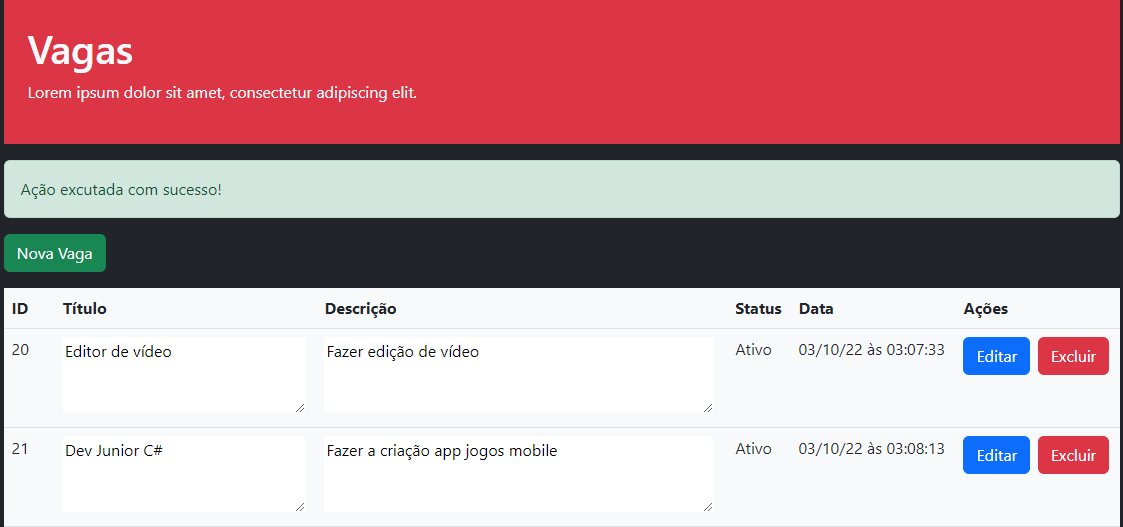 Vagas
Lorem ipsum dolor sit amet, consectetur adipiscing elit.
Ação excutada com sucesso!
Nova Vaga
ID Título Descrição Status Data Ações
20 Editor de vídeo Fazer edição de vídeo Ativo 03/10/22 às 03:07:33 Editar Excluir
21 Dev Junior C# Fazer a criação app jogos mobile Ativo 03/10/22 às 03:08:13 Editar Excluir